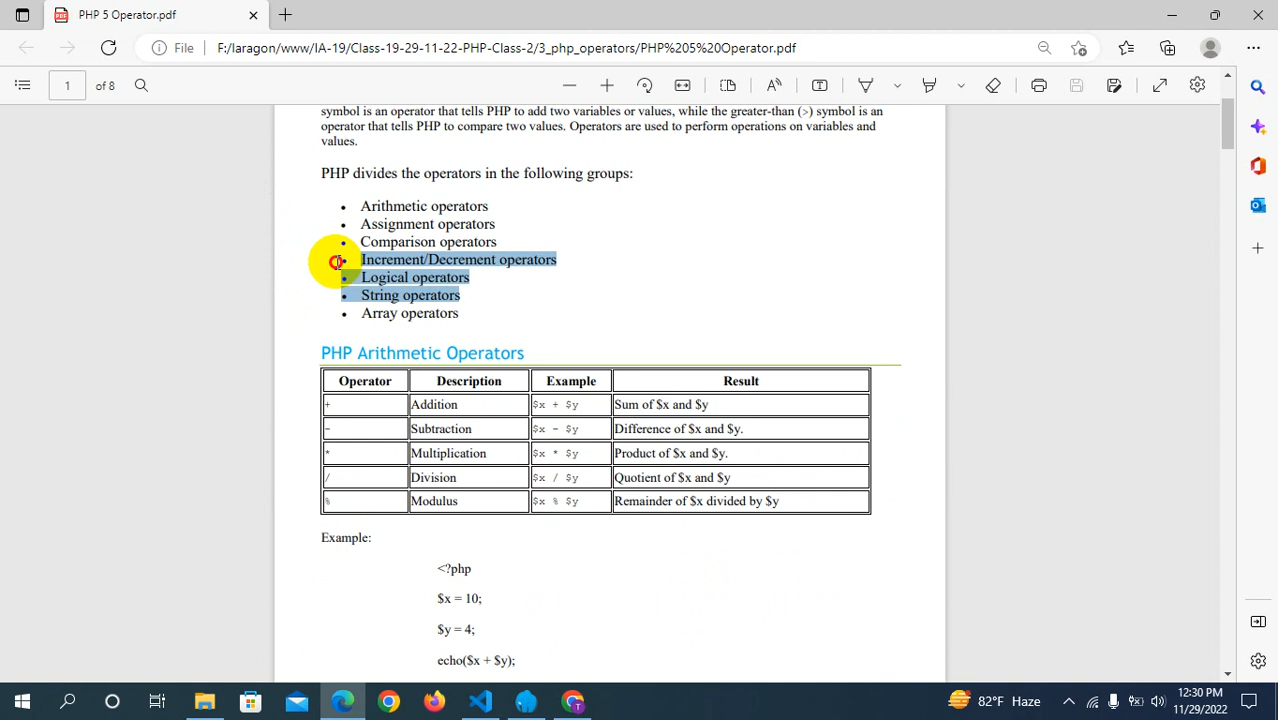 PHP 5 Operator.pdf
File
F:/laragon/www/IA-19/Class-19-29-11-22-PHP-Class-2/3_php_operators/PHP%205%20Operator.pdf
1 of 8
symbol is an operator that tells PHP to add two variables or values, while the greater-than (>) symbol is an
operator that tells PHP to compare two values. Operators are used to perform operations on variables and
values.
PHP divides the operators in the following groups:
• Arithmetic operators
• Assignment operators
• Comparison operators
• Increment/Decrement operators
• Logical operators
• String operators
• Array operators
PHP Arithmetic Operators
Operator Description Example Result
+ Addition $x + $y Sum of $x and $y
- Subtraction $x - $y Difference of $x and $y.
* Multiplication $x * $y Product of $x and $y.
/ Division $x / $y Quotient of $x and $y
% Modulus $x % $y Remainder of $x divided by $y
Example:
<?php
$x = 10;
$y = 4;
echo($x + $y);
82°F Haze
12:30 PM
11/29/2022